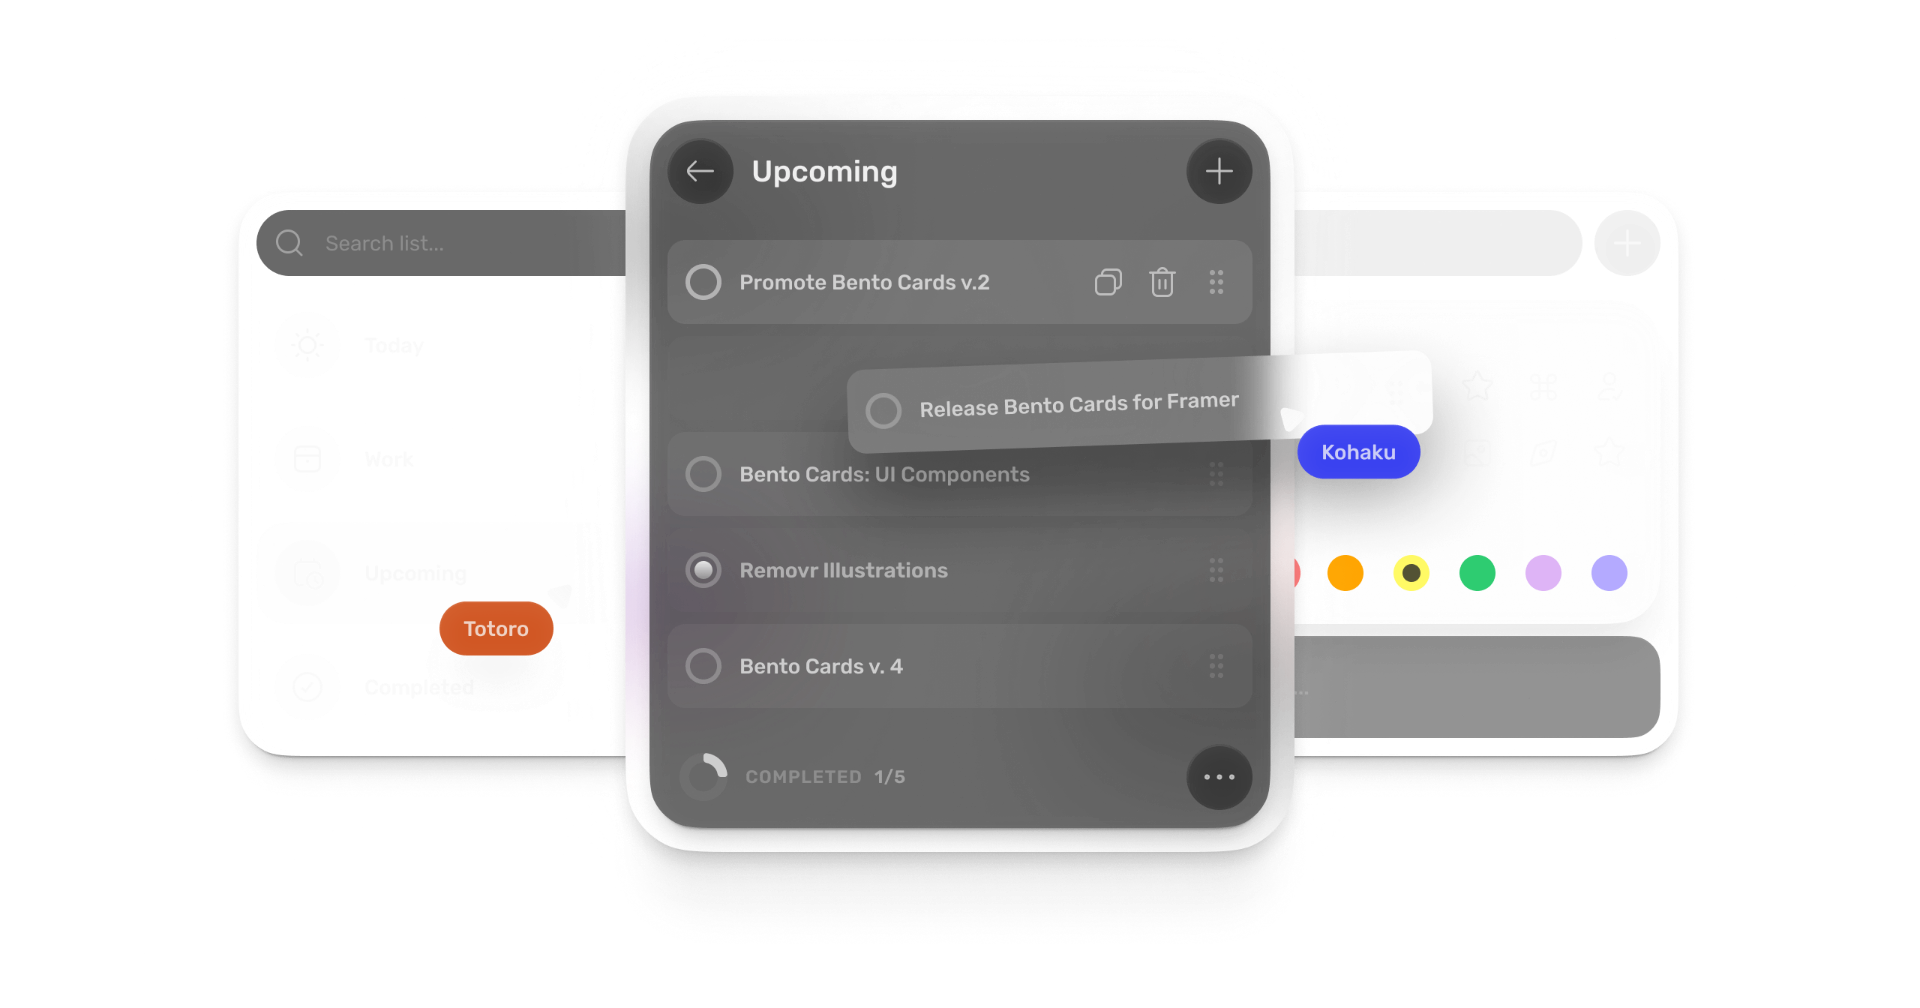 Search list...
Today
Work
Upcoming
Totoro
Completed
Upcoming
Promote Bento Cards v.2
Release Bento Cards for Framer
Kohaku
Bento Cards: UI Components
Removr Illustrations
Bento Cards v. 4
COMPLETED 1/5
...